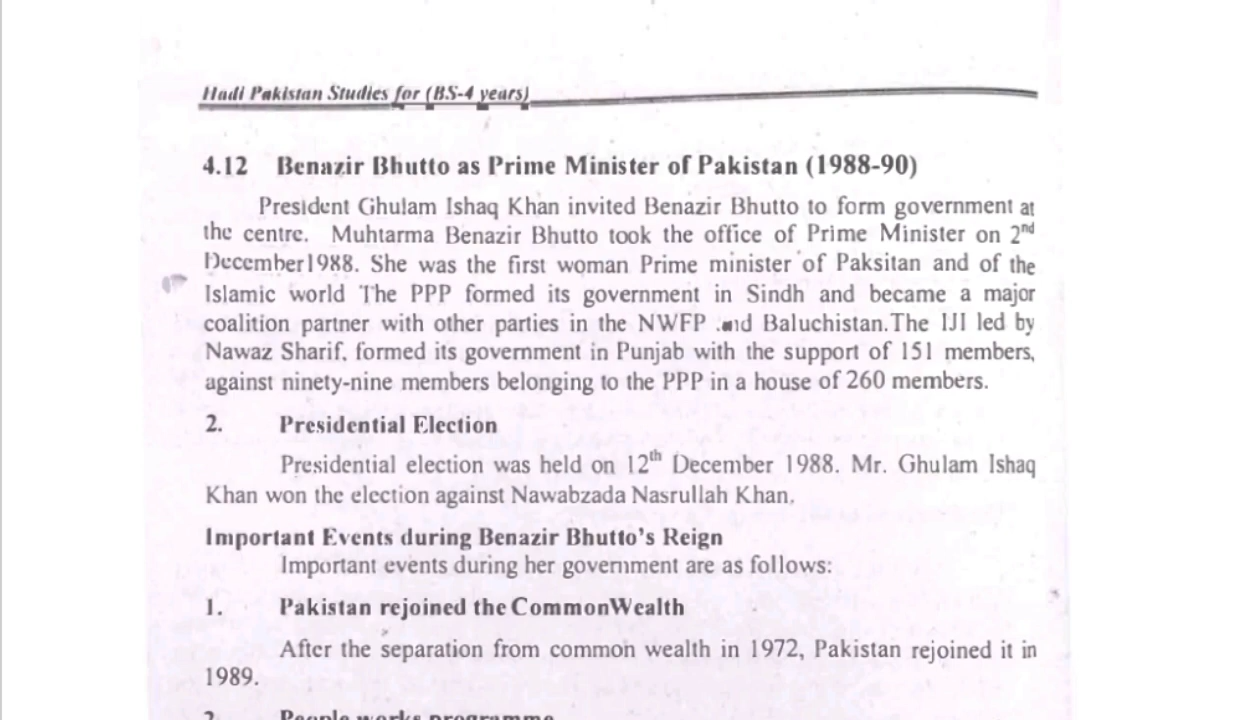 Hadi Pakistan Studies for (BS-4 years)
4.12 Benazir Bhutto as Prime Minister of Pakistan (1988-90)
President Ghulam Ishaq Khan invited Benazir Bhutto to form government at
the centre. Muhtarma Benazir Bhutto took the office of Prime Minister on 2nd
December1988. She was the first woman Prime minister of Paksitan and of the
Islamic world The PPP formed its government in Sindh and became a major
coalition partner with other parties in the NWFP and Baluchistan.The IJI led by
Nawaz Sharif, formed its government in Punjab with the support of 151 members,
against ninety-nine members belonging to the PPP in a house of 260 members.
2. Presidential Election
Presidential election was held on 12th December 1988. Mr. Ghulam Ishaq
Khan won the election against Nawabzada Nasrullah Khan.
Important Events during Benazir Bhutto's Reign
Important events during her government are as follows:
1. Pakistan rejoined the CommonWealth
After the separation from common wealth in 1972, Pakistan rejoined it in
1989.
2. People works programme